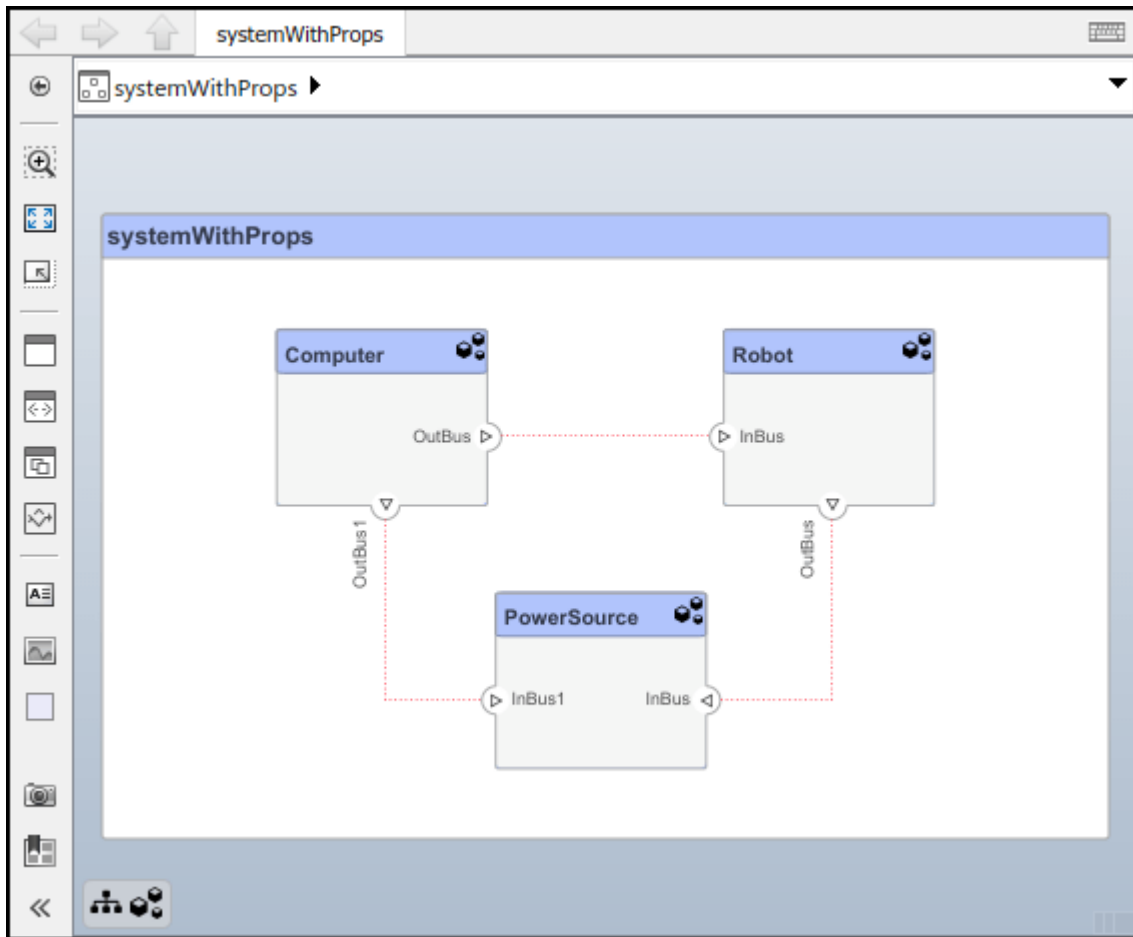 systemWithProps
systemWithProps
systemWithProps
Computer
Robot
OutBus
InBus
OutBus1
OutBus
PowerSource
InBus1
InBus